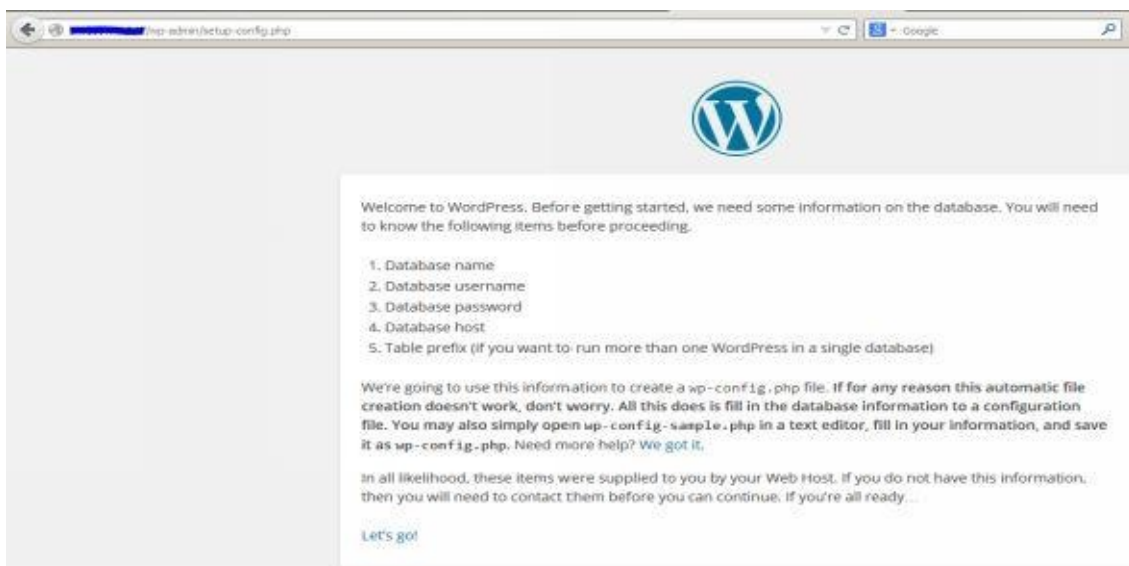 /wp-admin/setup-config.php
Google
Welcome to WordPress. Before getting started, we need some information on the database. You will need
to know the following items before proceeding.
1. Database name
2. Database username
3. Database password
4. Database host
5. Table prefix (if you want to run more than one WordPress in a single database)
We're going to use this information to create a wp-config.php file. If for any reason this automatic file
creation doesn't work, don't worry. All this does is fill in the database information to a configuration
file. You may also simply open wp-config-sample.php in a text editor, fill in your information, and save
it as wp-config.php. Need more help? We got it.
In all likelihood, these items were supplied to you by your Web Host. If you do not have this information,
then you will need to contact them before you can continue. If you're all ready…
Let's go!